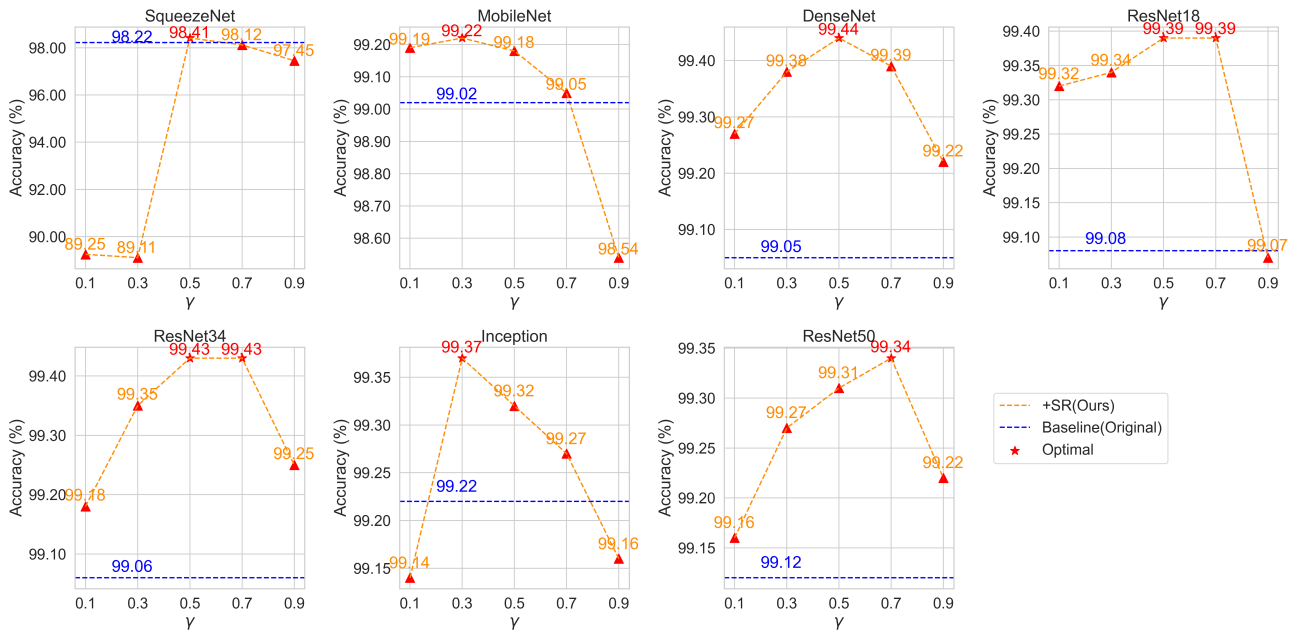 SqueezeNet
98.22
98.41
98.12
97.45
89.25
89.11
98.00
96.00
94.00
92.00
90.00
Accuracy (%)
0.1 0.3 0.5 0.7 0.9
γ
MobileNet
99.19
99.22
99.18
99.05
99.02
98.54
99.20
99.10
99.00
98.90
98.80
98.70
98.60
Accuracy (%)
0.1 0.3 0.5 0.7 0.9
γ
DenseNet
99.27
99.38
99.44
99.39
99.22
99.05
99.40
99.30
99.20
99.10
Accuracy (%)
0.1 0.3 0.5 0.7 0.9
γ
ResNet18
99.32
99.34
99.39
99.39
99.07
99.08
99.40
99.35
99.30
99.25
99.20
99.15
99.10
Accuracy (%)
0.1 0.3 0.5 0.7 0.9
γ
ResNet34
99.18
99.35
99.43
99.43
99.25
99.06
99.40
99.30
99.20
99.10
Accuracy (%)
0.1 0.3 0.5 0.7 0.9
γ
Inception
99.14
99.37
99.32
99.27
99.16
99.22
99.35
99.30
99.25
99.20
99.15
Accuracy (%)
0.1 0.3 0.5 0.7 0.9
γ
ResNet50
99.16
99.27
99.31
99.34
99.22
99.12
99.35
99.30
99.25
99.20
99.15
Accuracy (%)
0.1 0.3 0.5 0.7 0.9
γ
+SR(Ours)
Baseline(Original)
Optimal